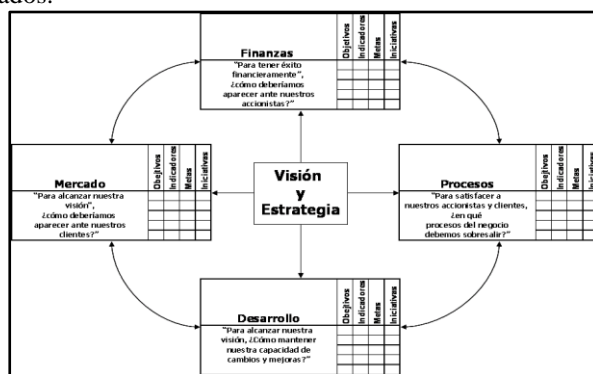 ados.
Finanzas
"Para tener éxito
financieramente",
¿cómo deberíamos
aparecer ante nuestros
accionistas?"
Objetivos
Indicadores
Metas
Iniciativas
Mercado
"Para alcanzar nuestra
visión",
¿cómo deberíamos
aparecer ante nuestros
clientes?"
Objetivos
Indicadores
Metas
Iniciativas
Visión
y
Estrategia
Procesos
"Para satisfacer a
nuestros accionistas y clientes,
¿en qué
procesos del negocio
debemos sobresalir?"
Objetivos
Indicadores
Metas
Iniciativas
Desarrollo
"Para alcanzar nuestra
visión, ¿Cómo mantener
nuestra capacidad de
cambios y mejoras?"
Objetivos
Indicadores
Metas
Iniciativas